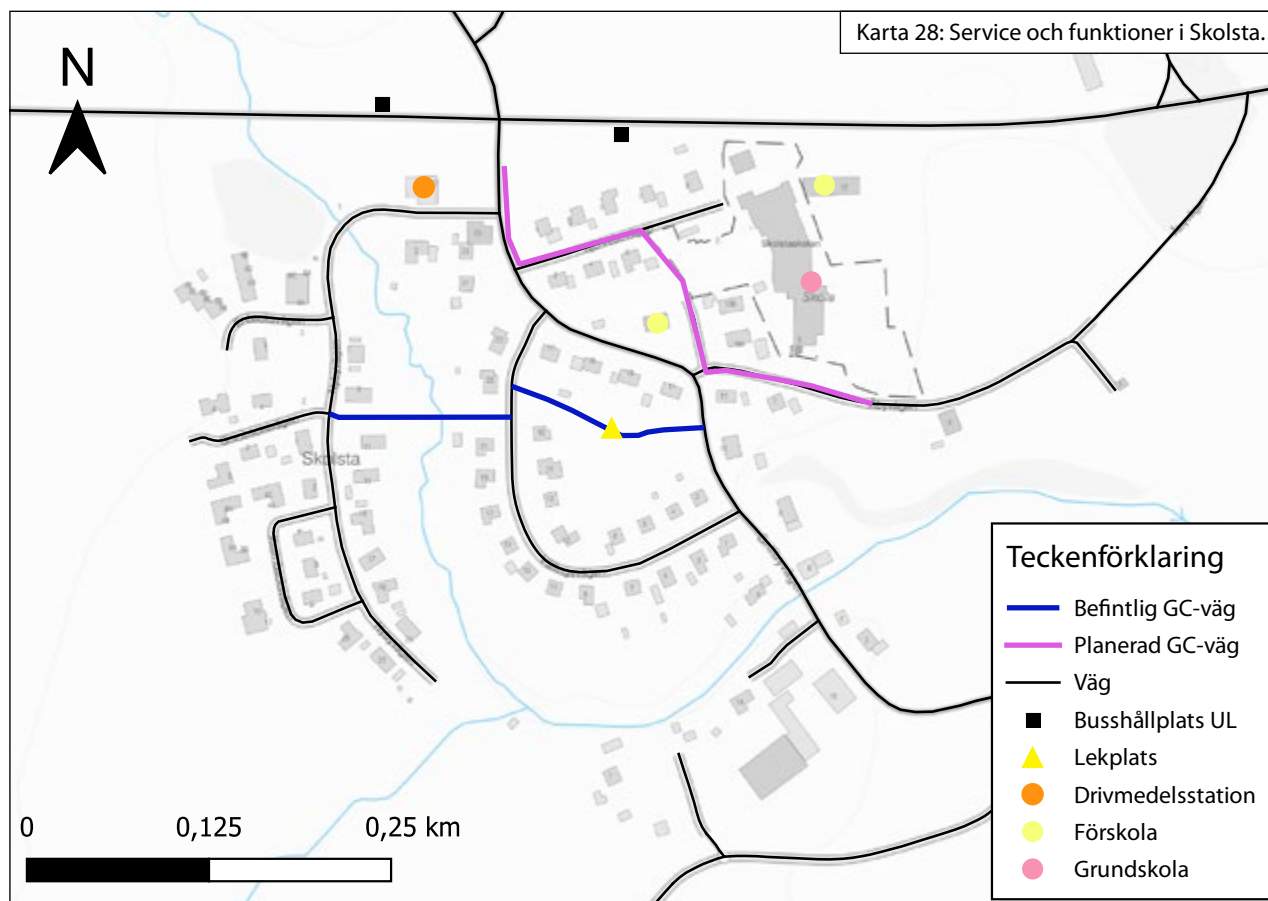 Karta 28: Service och funktioner i Skolsta.
N
Skolsta
Skola
Teckenförklaring
Befintlig GC-väg
Planerad GC-väg
Väg
Busshållplats UL
Lekplats
Drivmedelsstation
Förskola
Grundskola
0 0,125 0,25 km